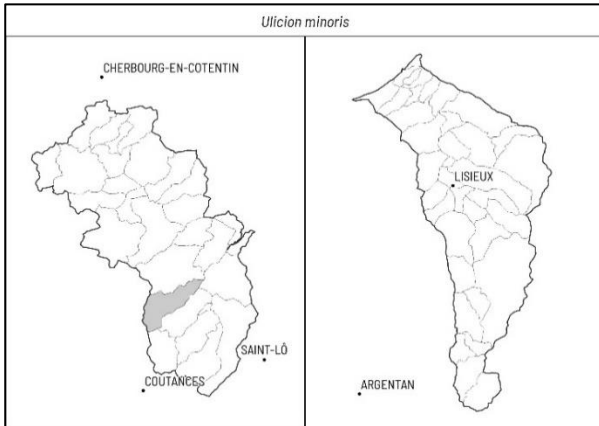 Ulicion minoris
CHERBOURG-EN-COTENTIN
LISIEUX
SAINT-LÔ
COUTANCES
ARGENTAN